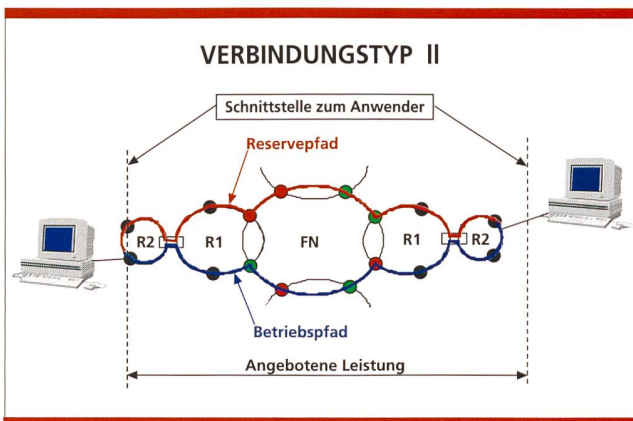 VERBINDUNGSTYP II
Schnittstelle zum Anwender
Reservepfad
R2
R1
FN
R1
R2
Betriebspfad
Angebotene Leistung